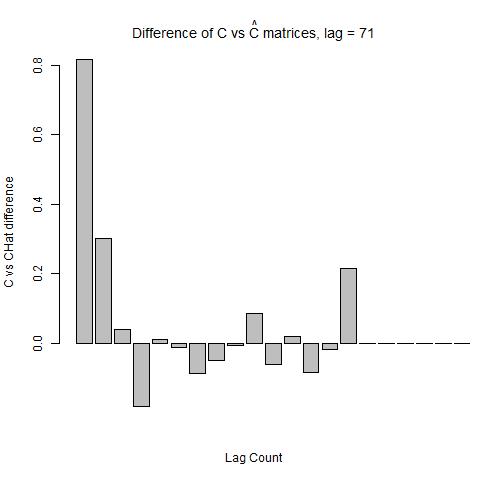 Difference of C vs Ĉ matrices, lag = 71
C vs CHat difference
0.8
0.6
0.4
0.2
0.0
Lag Count